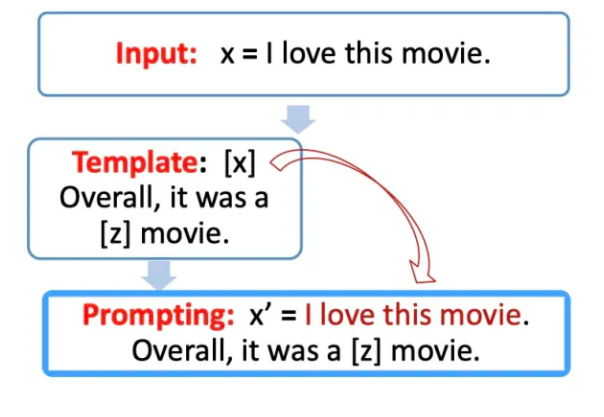 Input: x = I love this movie.
Template: [x]
Overall, it was a
[z] movie.
Prompting: x’ = I love this movie.
Overall, it was a [z] movie.